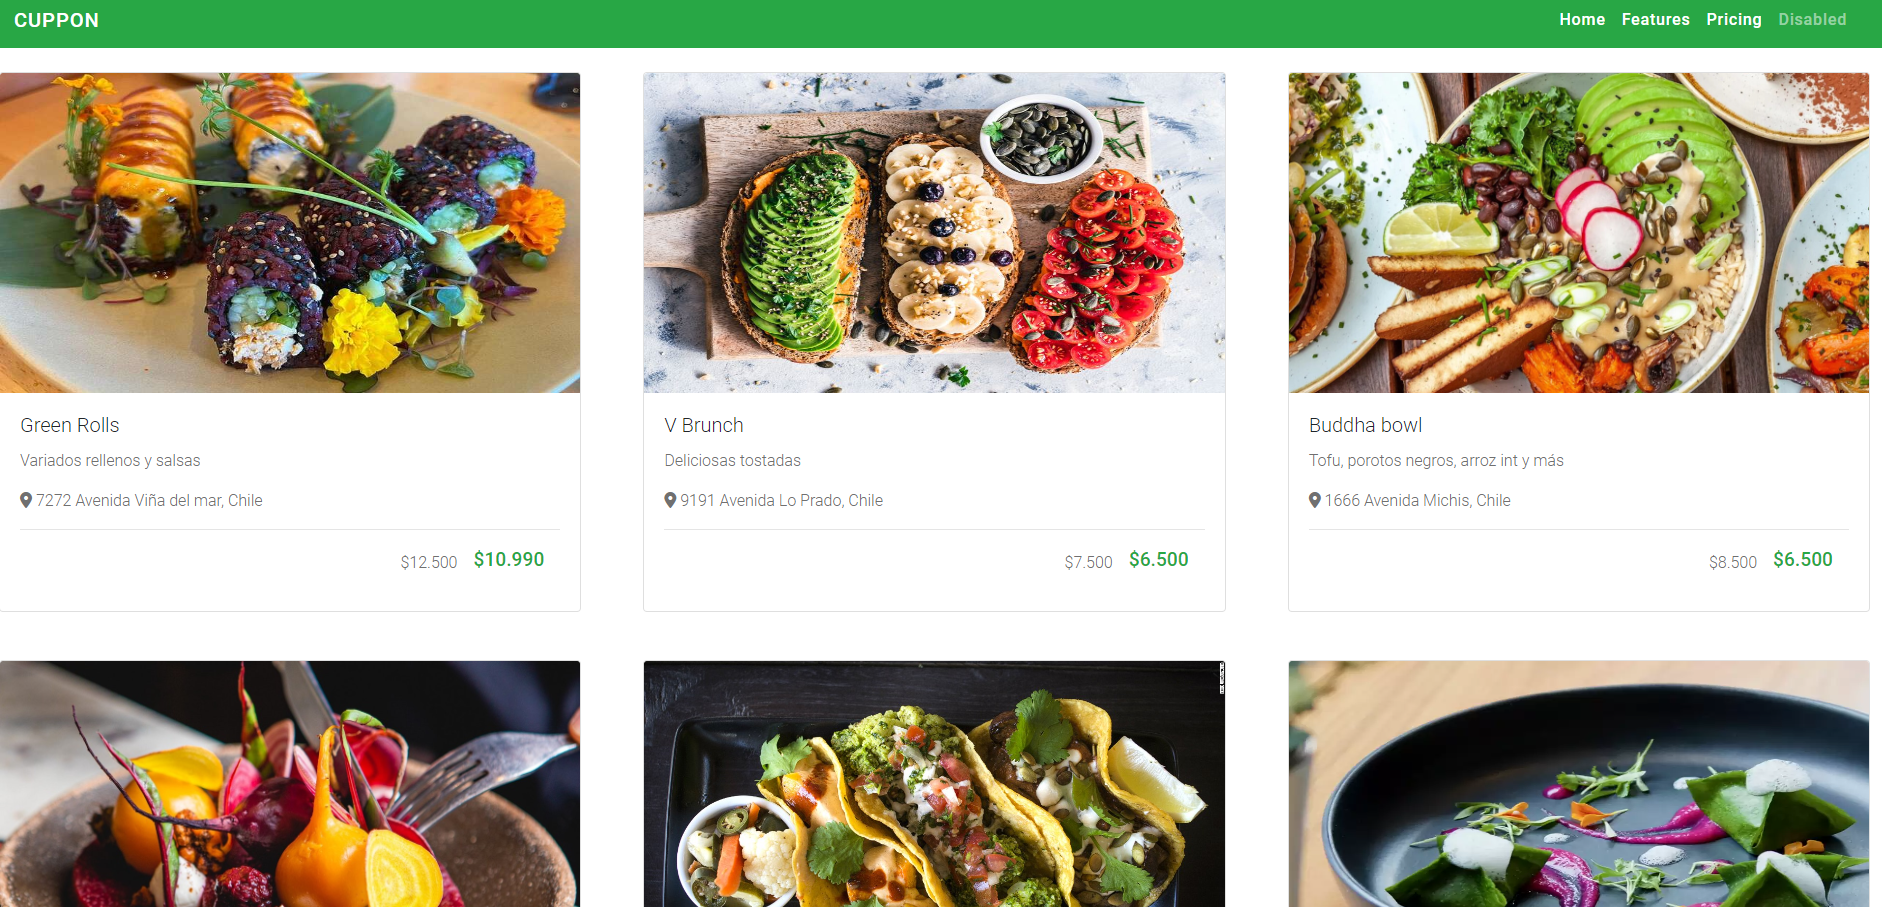 CUPPON
Home Features Pricing Disabled
Green Rolls
Variados rellenos y salsas
7272 Avenida Viña del mar, Chile
$12.500 $10.990
V Brunch
Deliciosas tostadas
9191 Avenida Lo Prado, Chile
$7.500 $6.500
Buddha bowl
Tofu, porotos negros, arroz int y más
1666 Avenida Michis, Chile
$8.500 $6.500